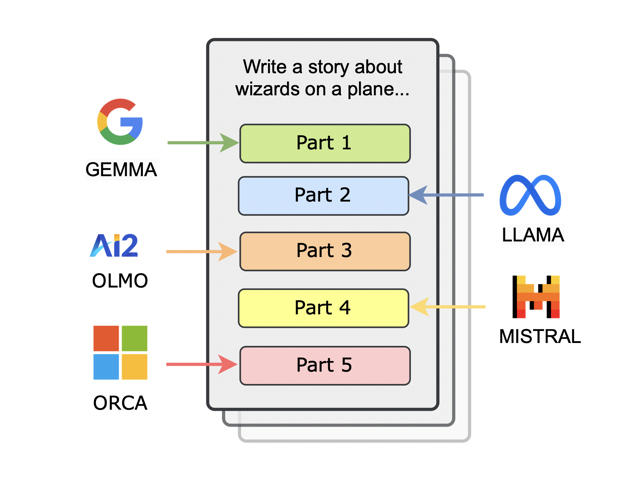 Write a story about
wizards on a plane...
GEMMA
Part 1
Part 2
LLAMA
Ai2
OLMO
Part 3
Part 4
MISTRAL
ORCA
Part 5